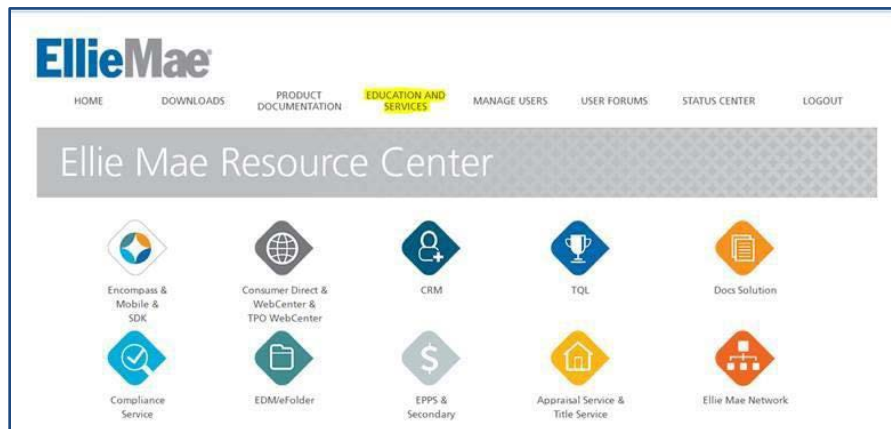 EllieMae®
HOME DOWNLOADS PRODUCT DOCUMENTATION EDUCATION AND SERVICES MANAGE USERS USER FORUMS STATUS CENTER LOGOUT
Ellie Mae Resource Center
Encompass &
Mobile &
SDK
Consumer Direct &
WebCenter &
TPO WebCenter
CRM
TQL
Docs Solution
Compliance
Service
EDM/eFolder
$
EPPS &
Secondary
Appraisal Service &
Title Service
Ellie Mae Network